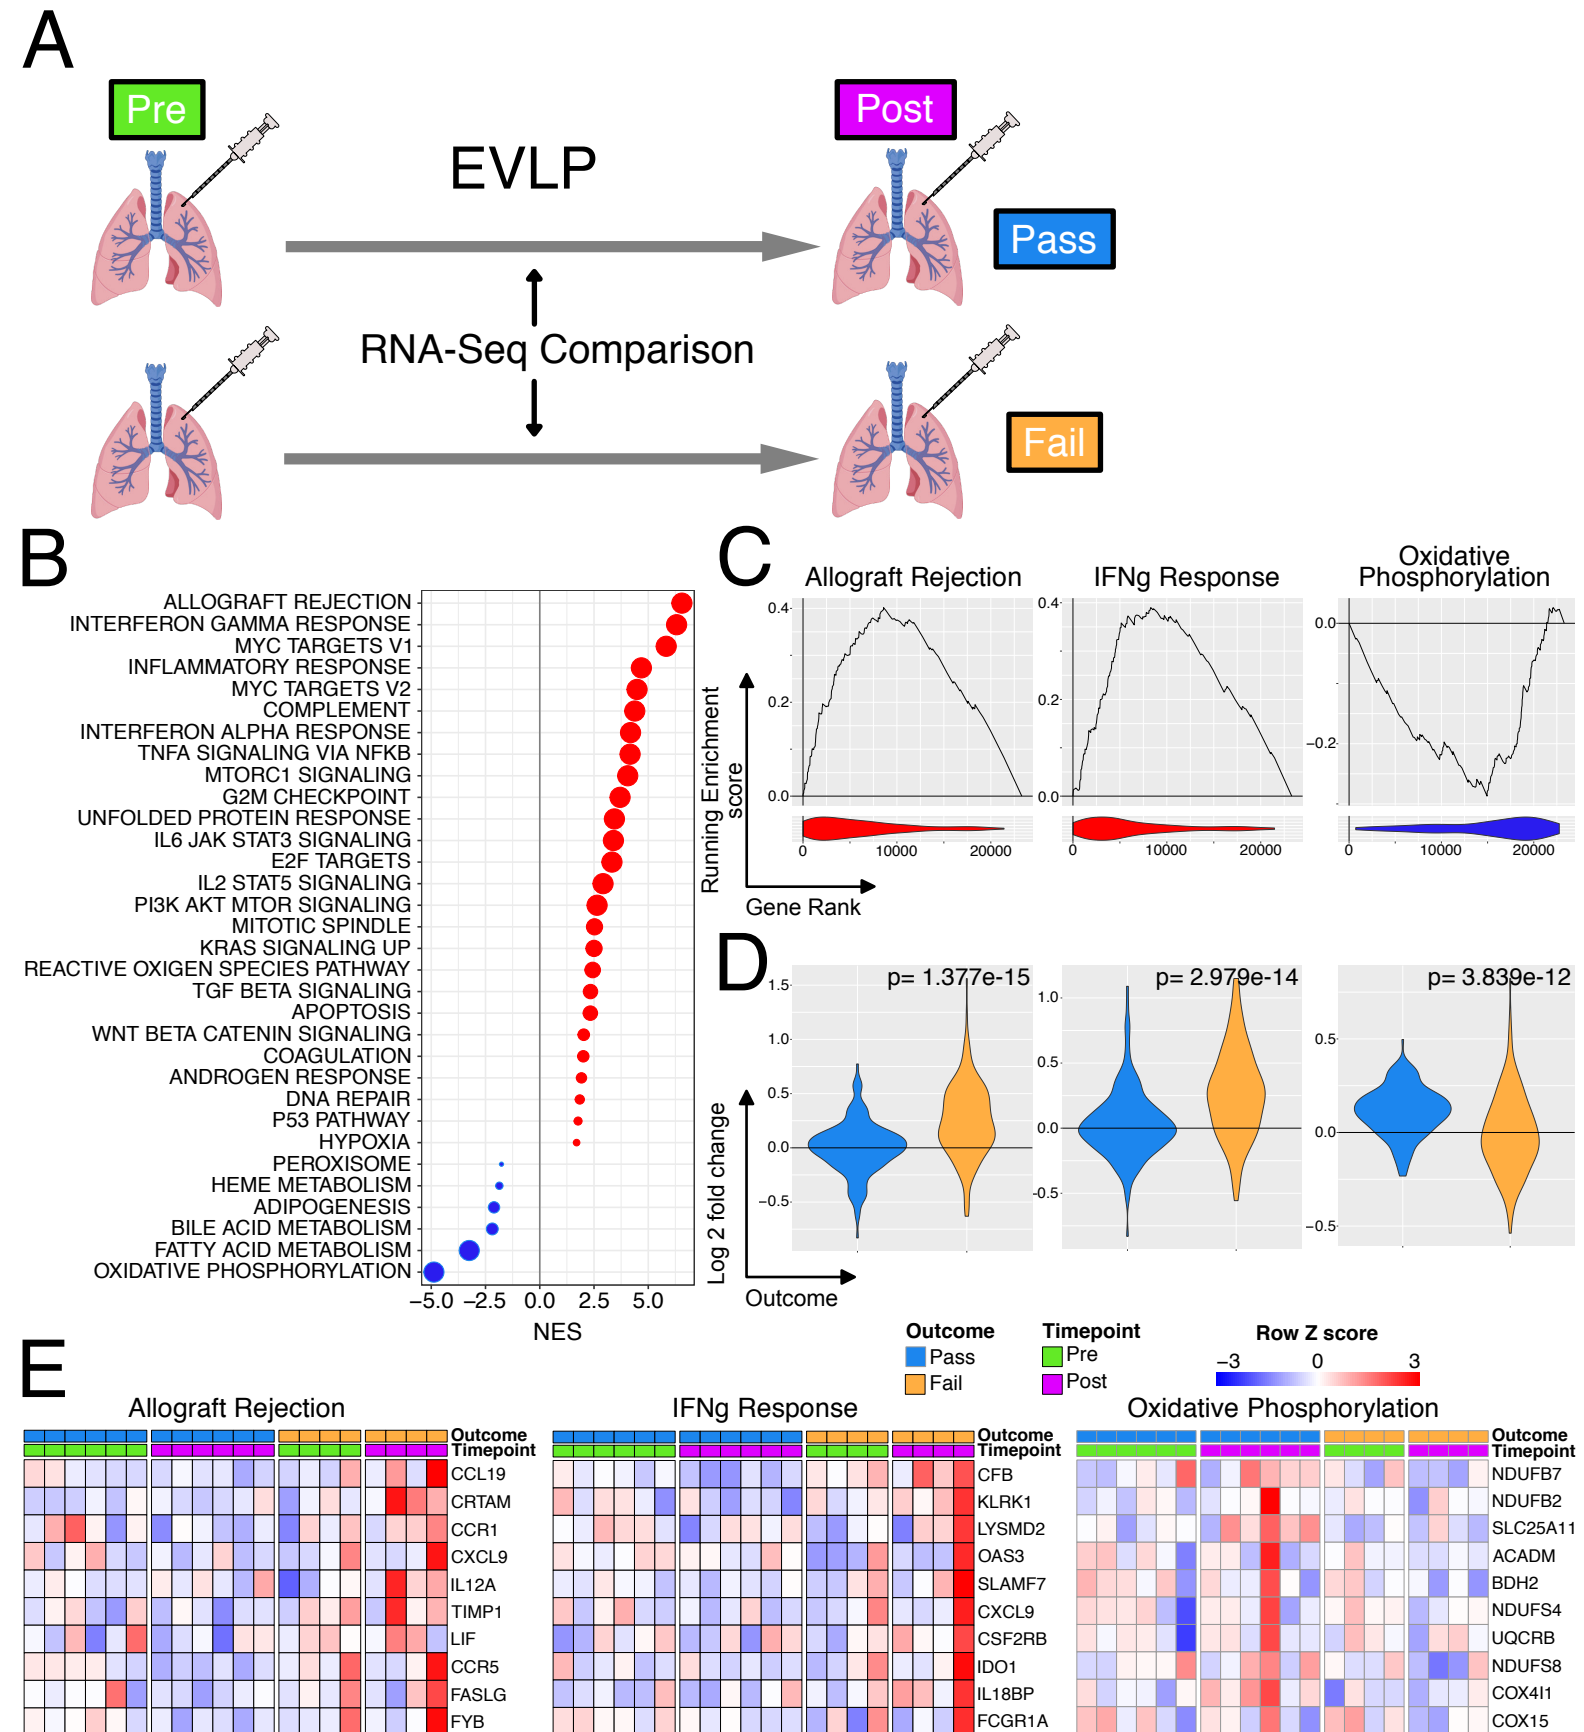 A
Pre
Post
EVLP
Pass
RNA-Seq Comparison
Fail
B
ALLOGRAFT REJECTION
INTERFERON GAMMA RESPONSE
MYC TARGETS V1
INFLAMMATORY RESPONSE
MYC TARGETS V2
COMPLEMENT
INTERFERON ALPHA RESPONSE
TNFA SIGNALING VIA NFKB
MTORC1 SIGNALING
G2M CHECKPOINT
UNFOLDED PROTEIN RESPONSE
IL6 JAK STAT3 SIGNALING
E2F TARGETS
IL2 STAT5 SIGNALING
PI3K AKT MTOR SIGNALING
MITOTIC SPINDLE
KRAS SIGNALING UP
REACTIVE OXIGEN SPECIES PATHWAY
TGF BETA SIGNALING
APOPTOSIS
WNT BETA CATENIN SIGNALING
COAGULATION
ANDROGEN RESPONSE
DNA REPAIR
P53 PATHWAY
HYPOXIA
PEROXISOME
HEME METABOLISM
ADIPOGENESIS
BILE ACID METABOLISM
FATTY ACID METABOLISM
OXIDATIVE PHOSPHORYLATION
−5.0 −2.5 0.0 2.5 5.0
NES
C
Allograft Rejection
IFNg Response
Oxidative
Phosphorylation
Running Enrichment
score
0.4
0.2
0.0
0 10000 20000
0.4
0.2
0.0
0 10000 20000
0.0
−0.2
0 10000 20000
Gene Rank
D
Log 2 fold change
p= 1.377e-15
1.5
1.0
0.5
0.0
−0.5
p= 2.979e-14
1.0
0.5
0.0
-0.5
p= 3.839e-12
0.5
0.0
−0.5
Outcome
Outcome
Pass
Fail
Timepoint
Pre
Post
Row Z score
−3 0 3
E
Allograft Rejection
Outcome
Timepoint
CCL19
CRTAM
CCR1
CXCL9
IL12A
TIMP1
LIF
CCR5
FASLG
FYB
IFNg Response
Outcome
Timepoint
CFB
KLRK1
LYSMD2
OAS3
SLAMF7
CXCL9
CSF2RB
IDO1
IL18BP
FCGR1A
Oxidative Phosphorylation
Outcome
Timepoint
NDUFB7
NDUFB2
SLC25A11
ACADM
BDH2
NDUFS4
UQCRB
NDUFS8
COX4I1
COX15